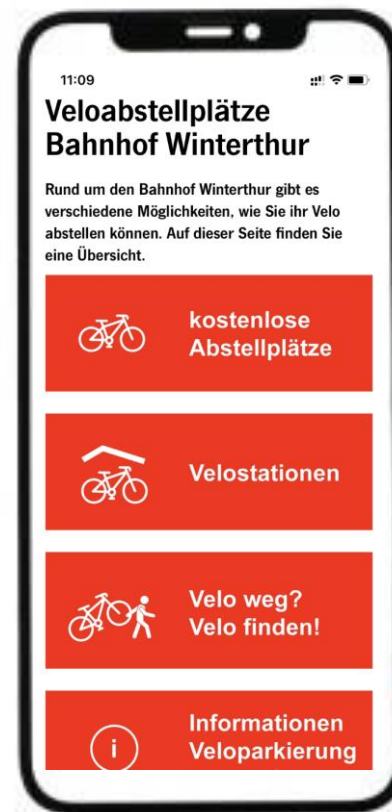 11:09
Veloabstellplätze
Bahnhof Winterthur
Rund um den Bahnhof Winterthur gibt es
verschiedene Möglichkeiten, wie Sie ihr Velo
abstellen können. Auf dieser Seite finden Sie
eine Übersicht.
kostenlose
Abstellplätze
Velostationen
Velo weg?
Velo finden!
i
Informationen
Veloparkierung